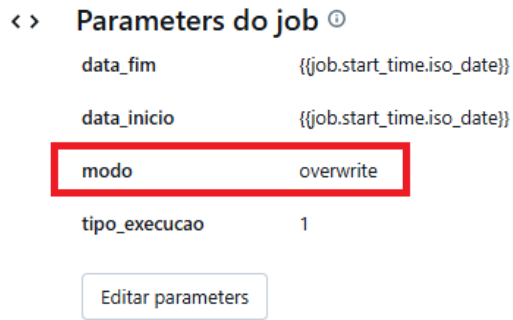 < > Parameters do job ⓘ
data_fim {{job.start_time.iso_date}}
data_inicio {{job.start_time.iso_date}}
modo overwrite
tipo_execucao 1
Editar parameters